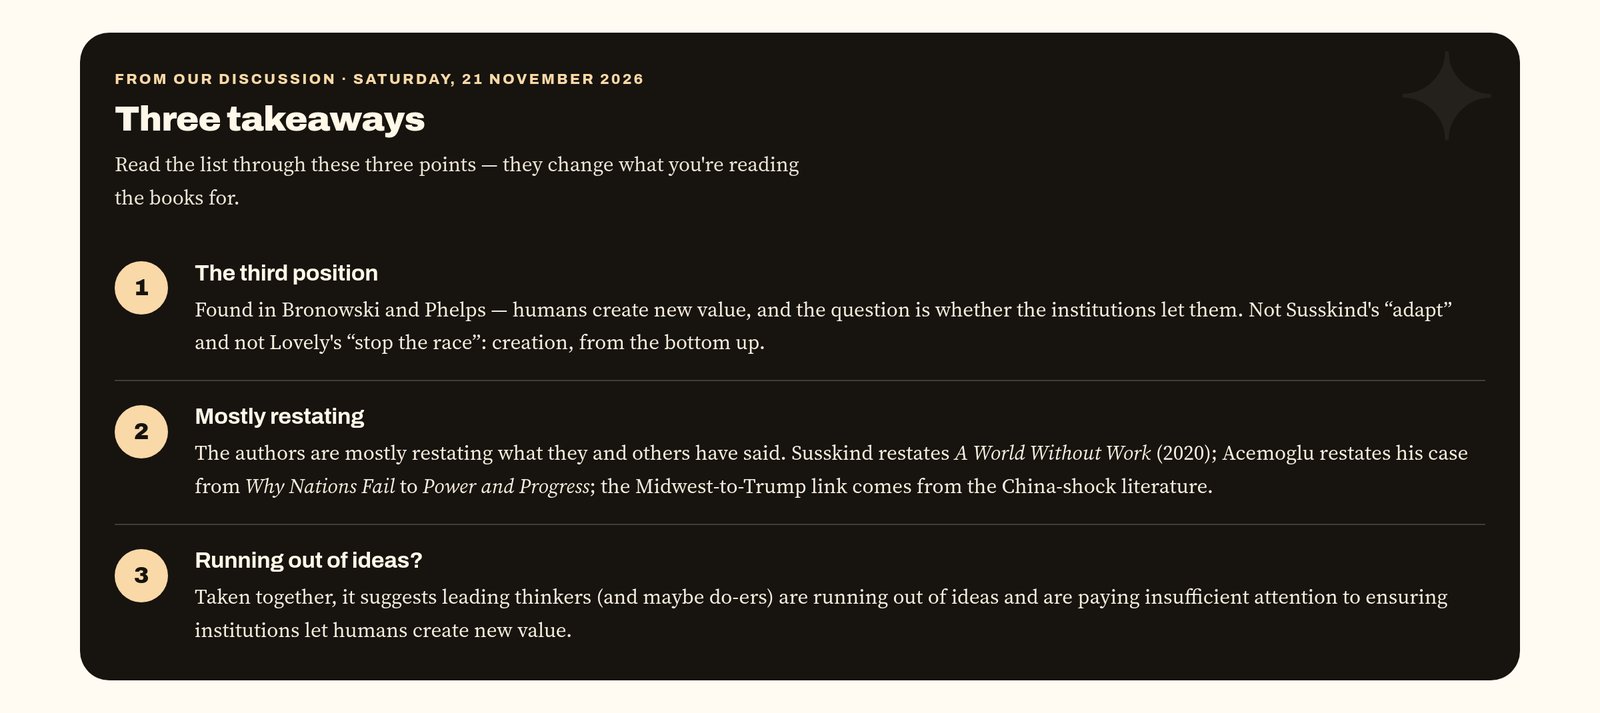 FROM OUR DISCUSSION · SATURDAY, 21 NOVEMBER 2026
Three takeaways
Read the list through these three points — they change what you're reading
the books for.
1
The third position
Found in Bronowski and Phelps — humans create new value, and the question is whether the institutions let them. Not Susskind's “adapt”
and not Lovely's “stop the race”: creation, from the bottom up.
2
Mostly restating
The authors are mostly restating what they and others have said. Susskind restates A World Without Work (2020); Acemoglu restates his case
from Why Nations Fail to Power and Progress; the Midwest-to-Trump link comes from the China-shock literature.
3
Running out of ideas?
Taken together, it suggests leading thinkers (and maybe do-ers) are running out of ideas and are paying insufficient attention to ensuring
institutions let humans create new value.